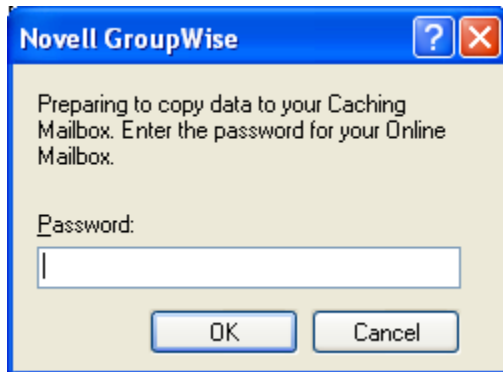 Novell GroupWise
?
Preparing to copy data to your Caching
Mailbox. Enter the password for your Online
Mailbox.
Password:
OK Cancel